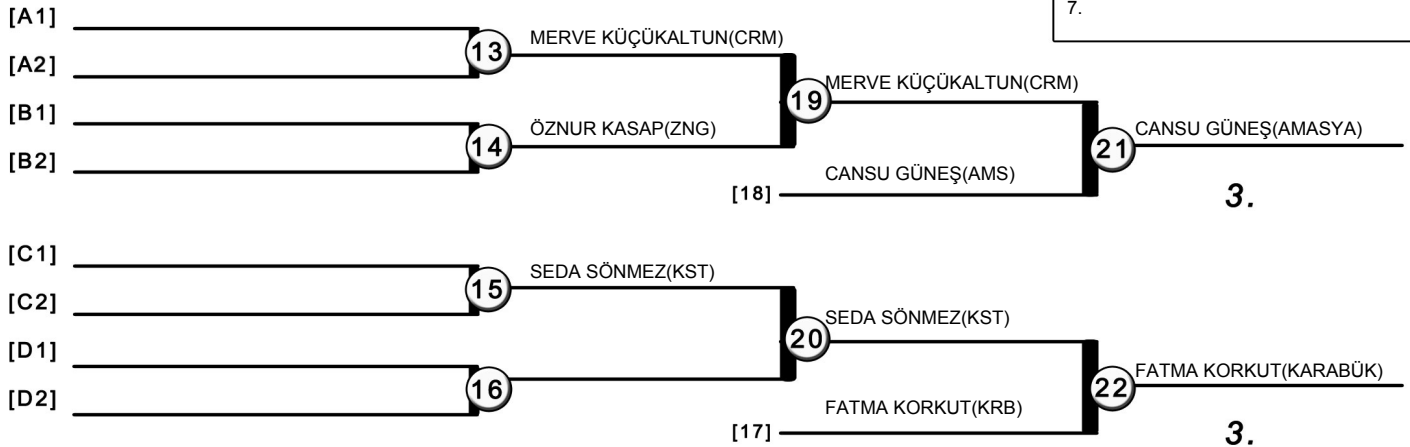 7.
[A1]
[A2]
[B1]
[B2]
13
MERVE KÜÇÜKALTUN(CRM)
14
ÖZNUR KASAP(ZNG)
19
MERVE KÜÇÜKALTUN(CRM)
[18]
CANSU GÜNEŞ(AMS)
21
CANSU GÜNEŞ(AMASYA)
3.
[C1]
[C2]
[D1]
[D2]
15
SEDA SÖNMEZ(KST)
16
20
SEDA SÖNMEZ(KST)
[17]
FATMA KORKUT(KRB)
22
FATMA KORKUT(KARABÜK)
3.